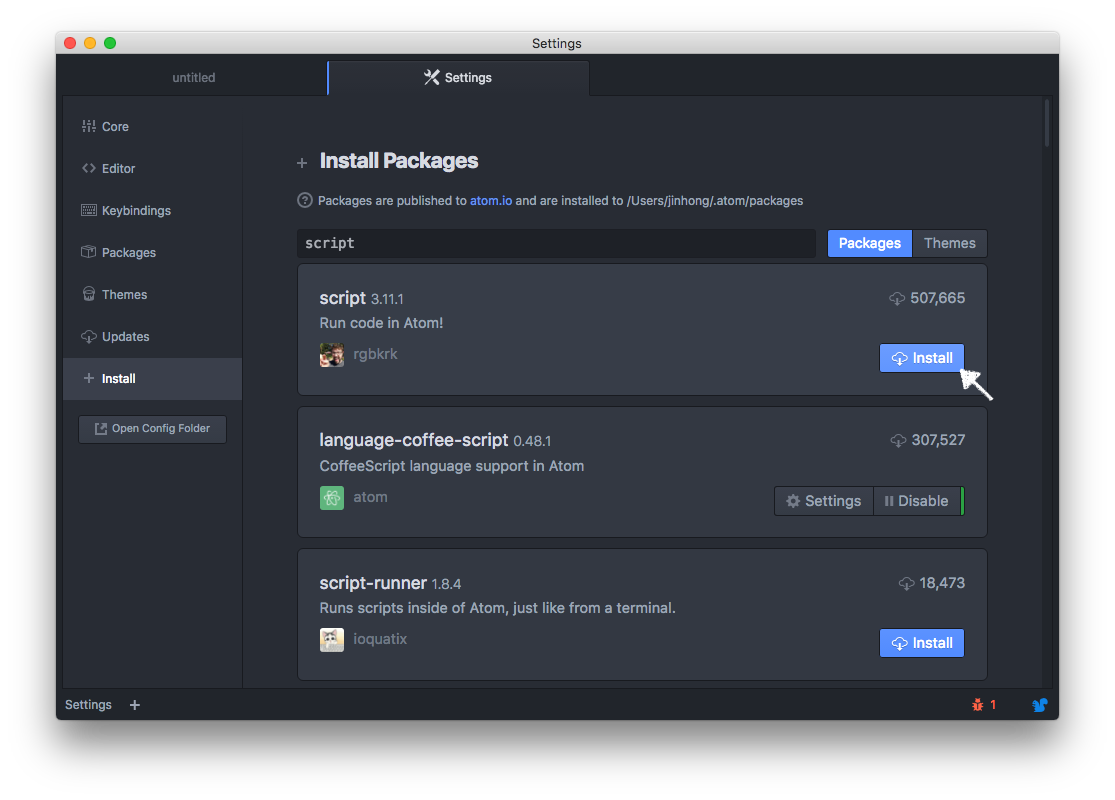 Settings
untitled
Settings
Core
Editor
Keybindings
Packages
Themes
Updates
Install
Open Config Folder
Install Packages
Packages are published to atom.io and are installed to /Users/jinhong/.atom/packages
script
Packages Themes
script 3.11.1
507,665
Run code in Atom!
rgbkrk
Install
language-coffee-script 0.48.1
307,527
CoffeeScript language support in Atom
atom
Settings Disable
script-runner 1.8.4
18,473
Runs scripts inside of Atom, just like from a terminal.
ioquatix
Install
Settings +
1